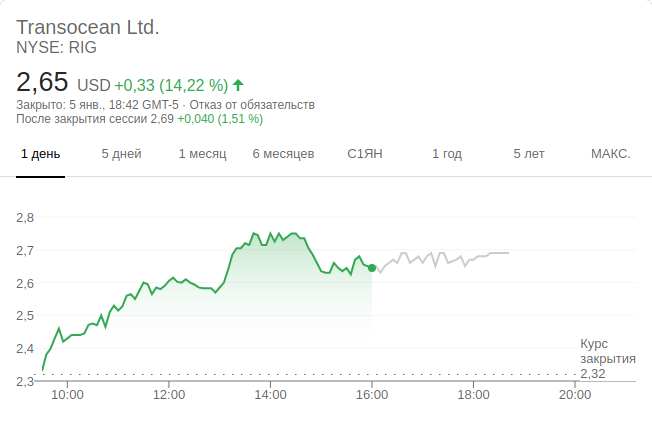 Transocean Ltd.
NYSE: RIG
2,65 USD +0,33 (14,22 %)
Закрыто: 5 янв., 18:42 GMT-5 · Отказ от обязательств
После закрытия сессии 2,69 +0,040 (1,51 %)
1 день 5 дней 1 месяц 6 месяцев С1ЯН 1 год 5 лет МАКС.
2,8
2,7
2,6
2,5
2,4
2,3
Курс
закрытия
2,32
10:00 12:00 14:00 16:00 18:00 20:00